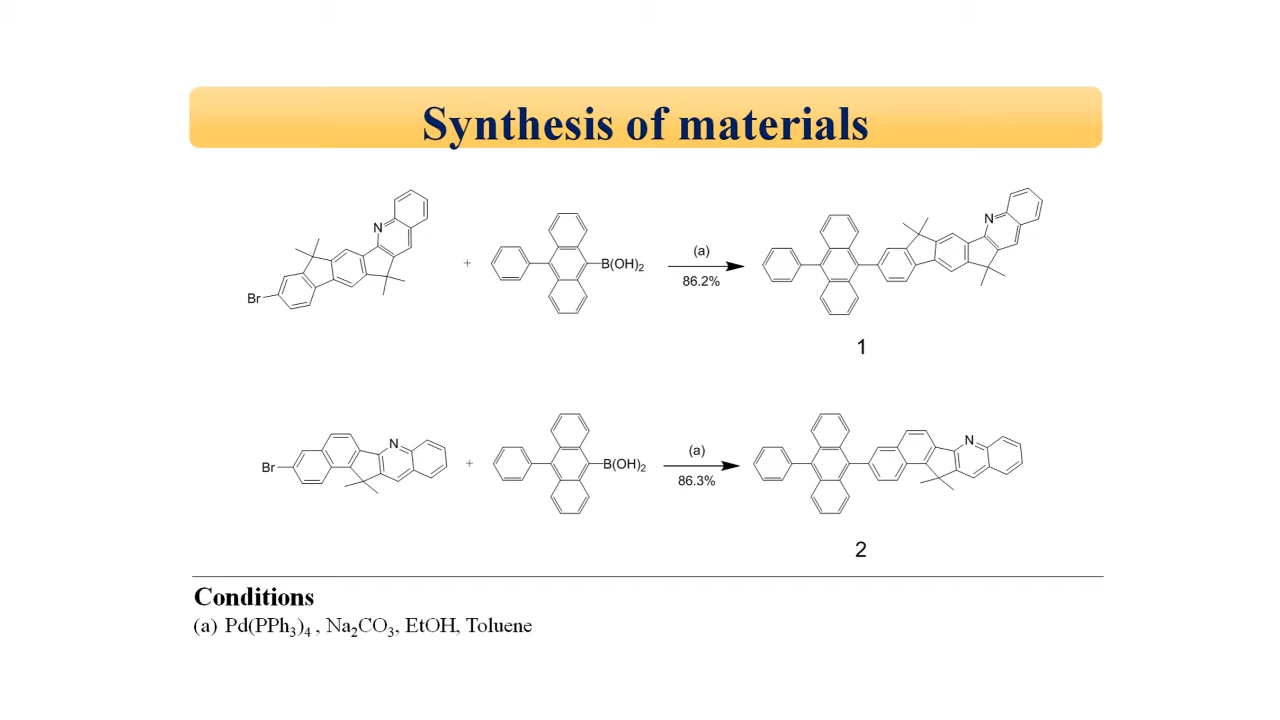 Synthesis of materials
N
Br
+
B(OH)₂
(a)
86.2%
N
1
N
Br
+
B(OH)₂
(a)
86.3%
N
2
Conditions
(a) Pd(PPh₃)₄ , Na₂CO₃, EtOH, Toluene